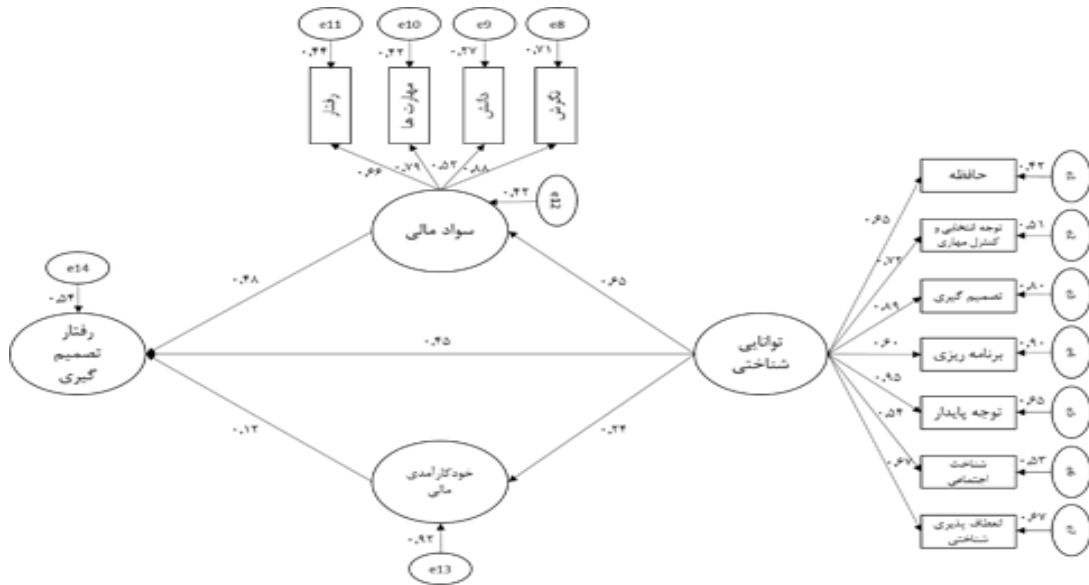 e11
e10
e9
e8
۰,۴۴
۰,۴۳
۰,۲۷
۰,۷۱
رفتار
مهارت ها
دانش
نگرش
۰,۶۶
۰,۷۹
۰,۵۳
۰,۸۸
e12
۰,۴۳
سواد مالی
e14
۰,۵۴
رفتار
تصمیم
گیری
۰,۴۸
۰,۶۵
۰,۴۵
۰,۱۲
۰,۲۴
توانایی
شناختی
خودکارآمدی
مالی
۰,۹۲
e13
۰,۶۵
حافظه
۰,۴۳
۰,۷۲
توجه انتخابی و
کنترل مهاری
۰,۵۱
۰,۸۹
تصمیم گیری
۰,۸۰
۰,۶۰
برنامه ریزی
۰,۹۰
۰,۹۵
توجه پایدار
۰,۶۵
۰,۵۴
شناخت
اجتماعی
۰,۵۳
۰,۶۷
انعطاف پذیری
شناختی
۰,۶۷